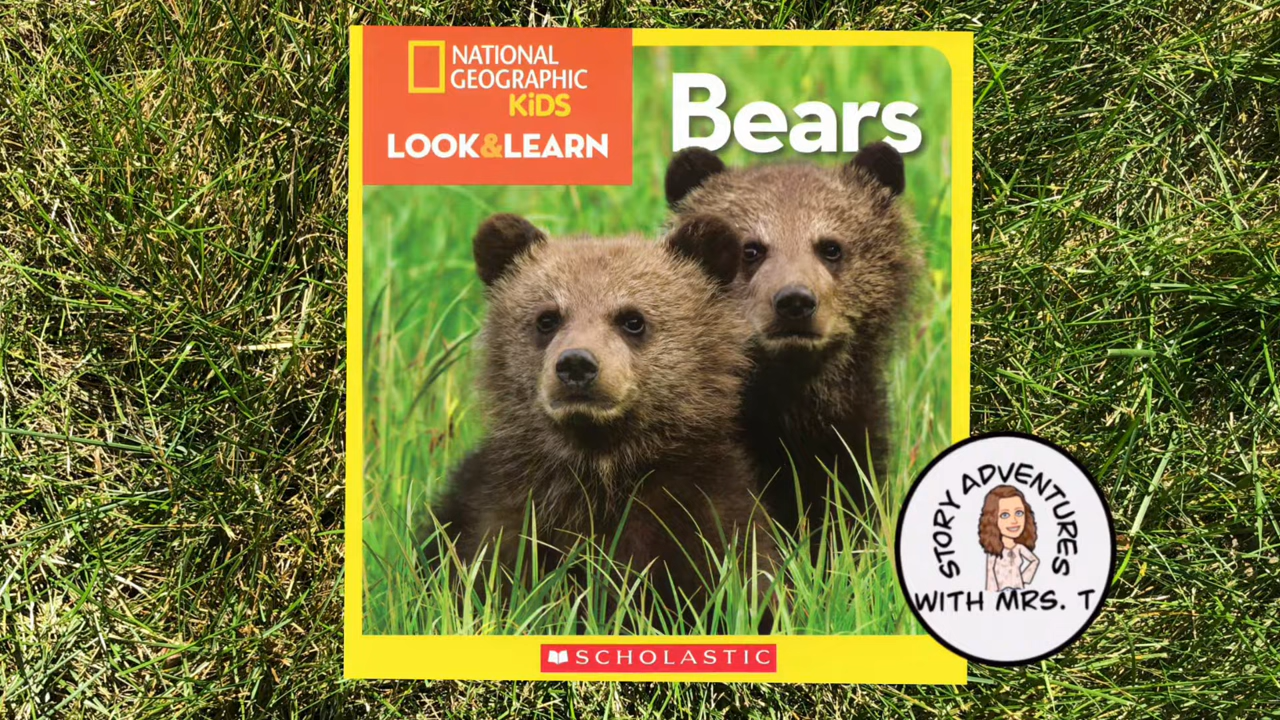 NATIONAL
GEOGRAPHIC
KiDS
LOOK&LEARN
Bears
SCHOLASTIC
STORY ADVENTURES
WITH MRS. T